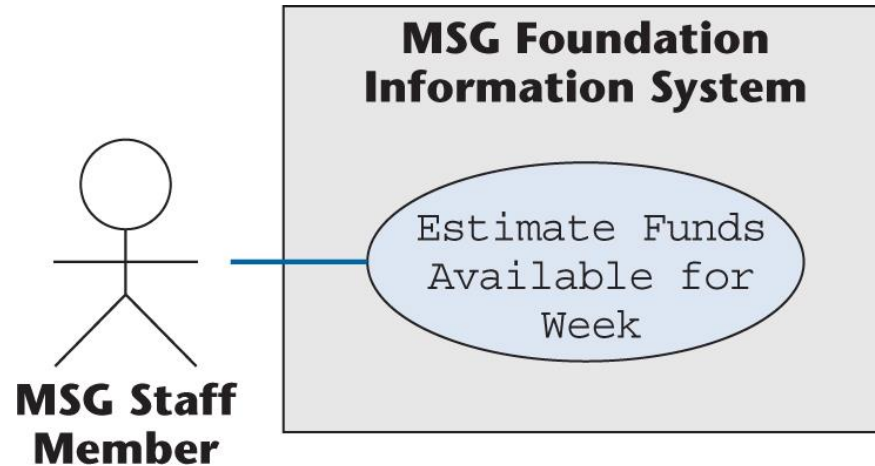 MSG Foundation
Information System
Estimate Funds
Available for
Week
MSG Staff
Member